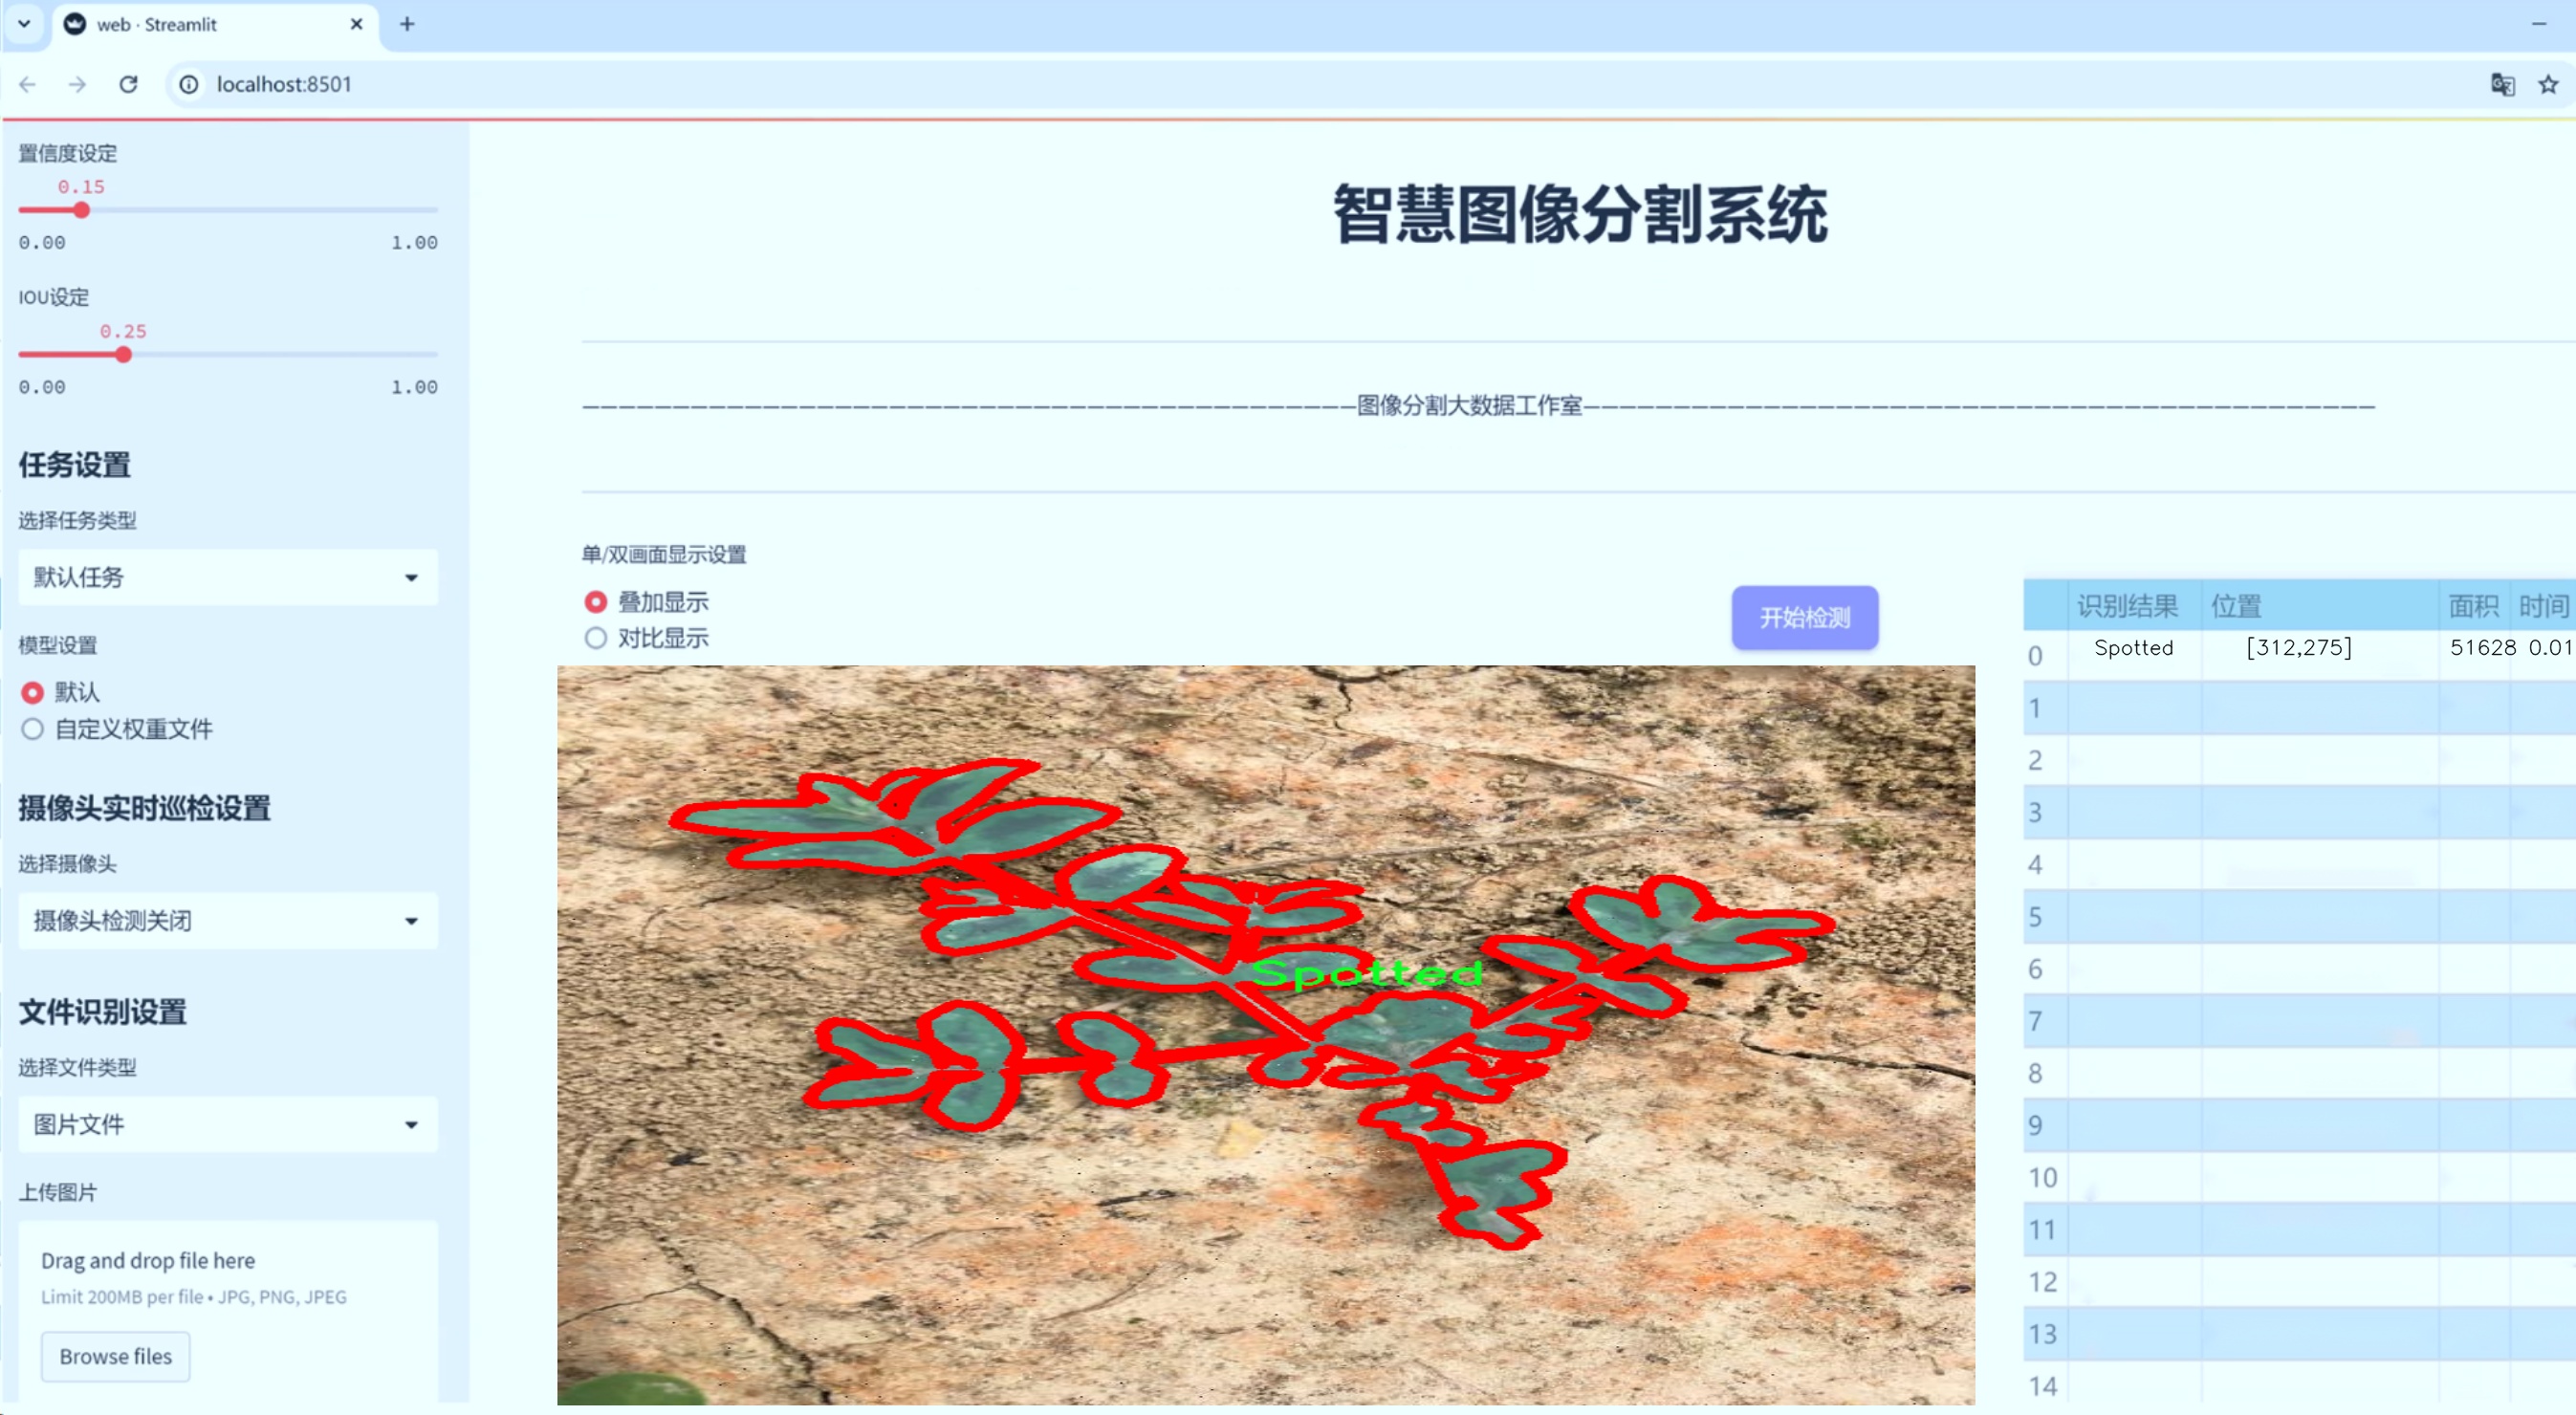 web · Streamlit
localhost:8501
置信度设定
0.15
0.00 1.00
IOU设定
0.25
0.00 1.00
任务设置
选择任务类型
默认任务
模型设置
默认
自定义权重文件
摄像头实时巡检设置
选择摄像头
摄像头检测关闭
文件识别设置
选择文件类型
图片文件
上传图片
Drag and drop file here
Limit 200MB per file • JPG, PNG, JPEG
Browse files
智慧图像分割系统
图像分割大数据工作室
单/双画面显示设置
叠加显示
对比显示
开始检测
Spotted
识别结果 位置 面积 时间
0 Spotted [312,275] 51628 0.01
1
2
3
4
5
6
7
8
9
10
11
12
13
14